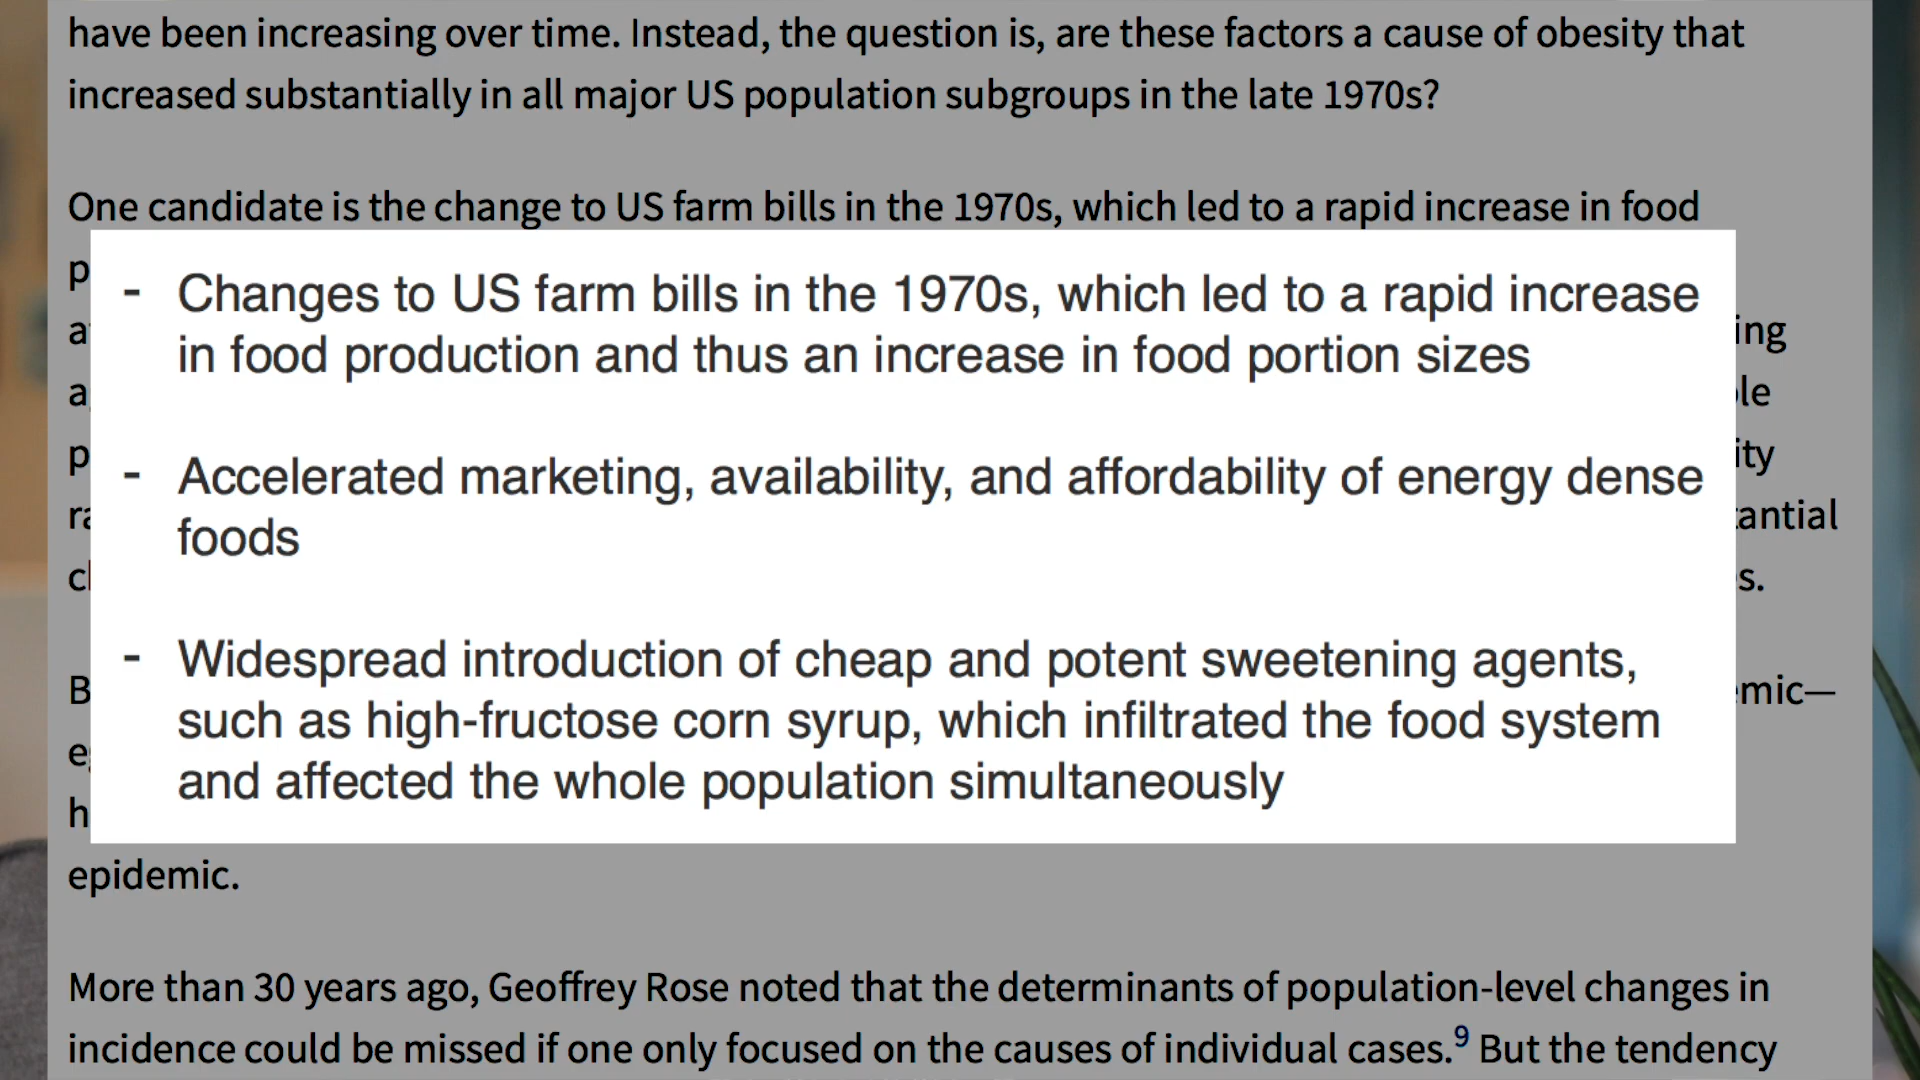 have been increasing over time. Instead, the question is, are these factors a cause of obesity that
increased substantially in all major US population subgroups in the late 1970s?
One candidate is the change to US farm bills in the 1970s, which led to a rapid increase in food
- Changes to US farm bills in the 1970s, which led to a rapid increase
in food production and thus an increase in food portion sizes
- Accelerated marketing, availability, and affordability of energy dense
foods
- Widespread introduction of cheap and potent sweetening agents,
such as high-fructose corn syrup, which infiltrated the food system
and affected the whole population simultaneously
epidemic.
More than 30 years ago, Geoffrey Rose noted that the determinants of population-level changes in
incidence could be missed if one only focused on the causes of individual cases.9 But the tendency